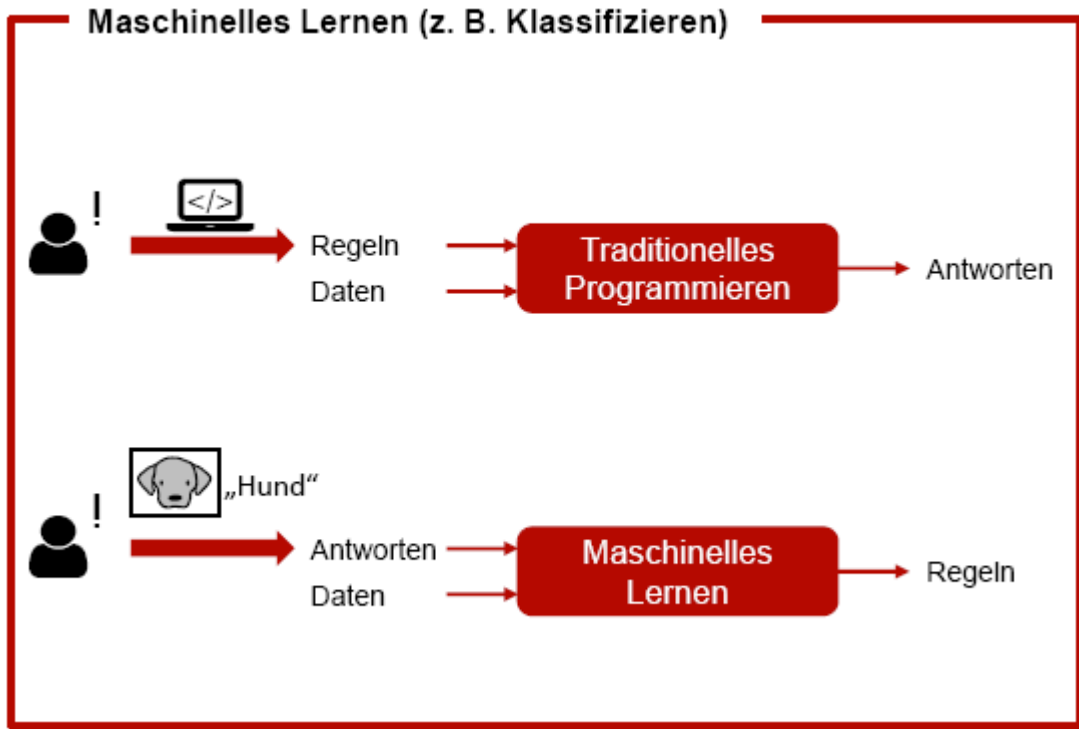 Maschinelles Lernen (z. B. Klassifizieren)
!
</>
Regeln
Daten
Traditionelles
Programmieren
Antworten
!
„Hund“
Antworten
Daten
Maschinelles
Lernen
Regeln